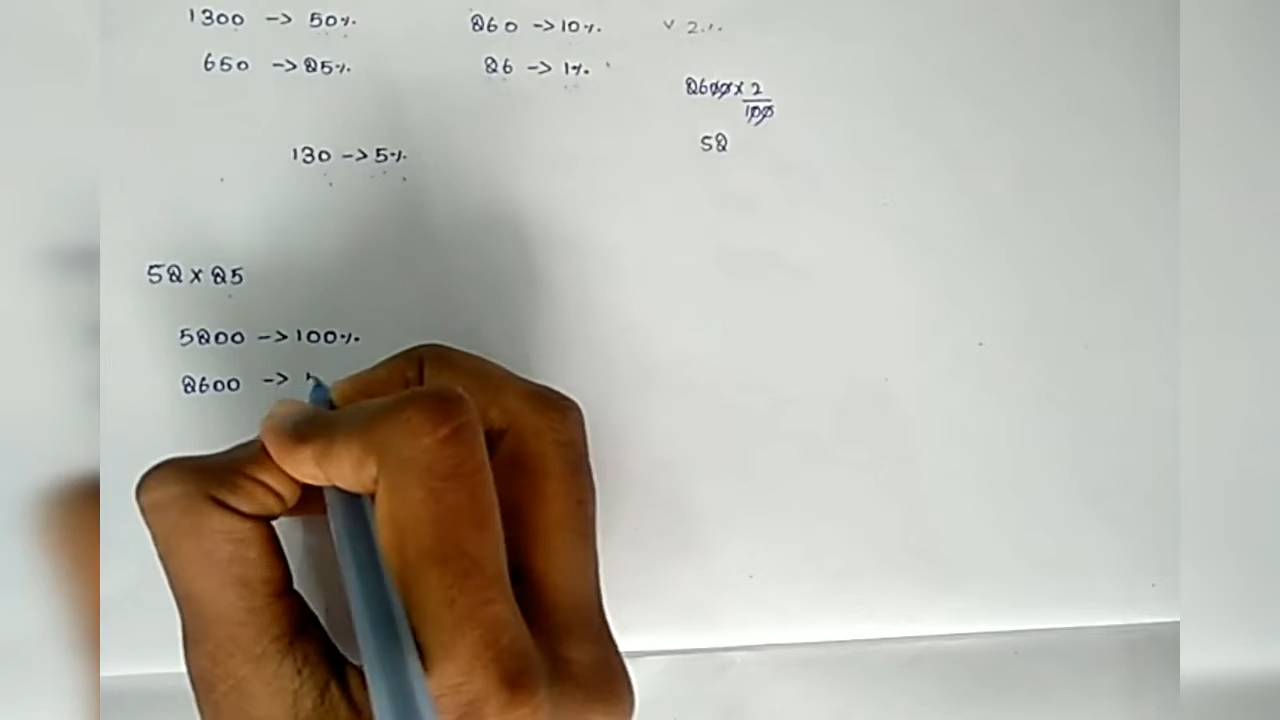 1300 -> 50%
650 -> 25%
260 -> 10%
26 -> 1%
2%
2600 x 2
100
52
130 -> 5%
52 x 25
5200 -> 100%
2600 ->